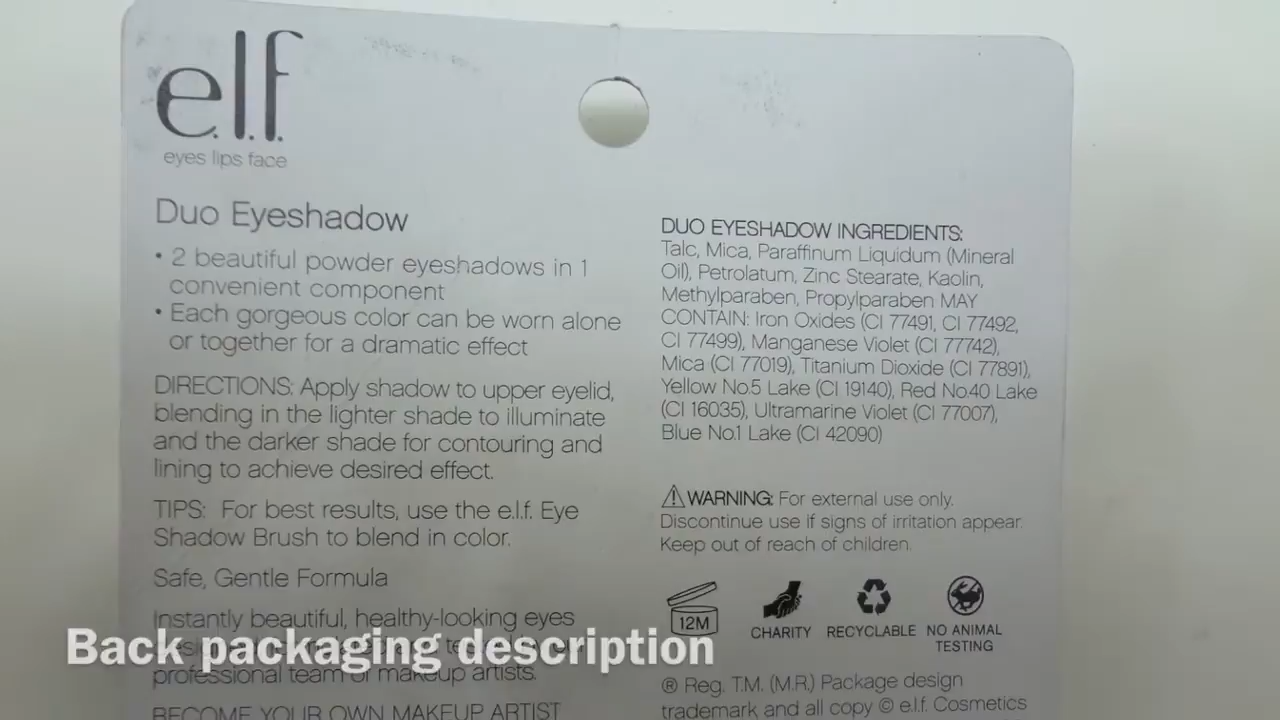 e.l.f.
eyes lips face
Duo Eyeshadow
• 2 beautiful powder eyeshadows in 1
convenient component
• Each gorgeous color can be worn alone
or together for a dramatic effect
DIRECTIONS: Apply shadow to upper eyelid,
blending in the lighter shade to illuminate
and the darker shade for contouring and
lining to achieve desired effect.
TIPS: For best results, use the e.l.f. Eye
Shadow Brush to blend in color.
Safe, Gentle Formula
Instantly beautiful, healthy-looking eyes
professional team of makeup artists.
BECOME YOUR OWN MAKEUP ARTIST
DUO EYESHADOW INGREDIENTS:
Talc, Mica, Paraffinum Liquidum (Mineral
Oil), Petrolatum, Zinc Stearate, Kaolin,
Methylparaben, Propylparaben MAY
CONTAIN: Iron Oxides (CI 77491, CI 77492,
CI 77499), Manganese Violet (CI 77742),
Mica (CI 77019), Titanium Dioxide (CI 77891),
Yellow No.5 Lake (CI 19140), Red No.40 Lake
(CI 16035), Ultramarine Violet (CI 77007),
Blue No.1 Lake (CI 42090)
WARNING: For external use only.
Discontinue use if signs of irritation appear.
Keep out of reach of children.
12M
CHARITY
RECYCLABLE
NO ANIMAL
TESTING
® Reg. T.M. (M.R.) Package design
trademark and all copy © e.l.f. Cosmetics
Back packaging description